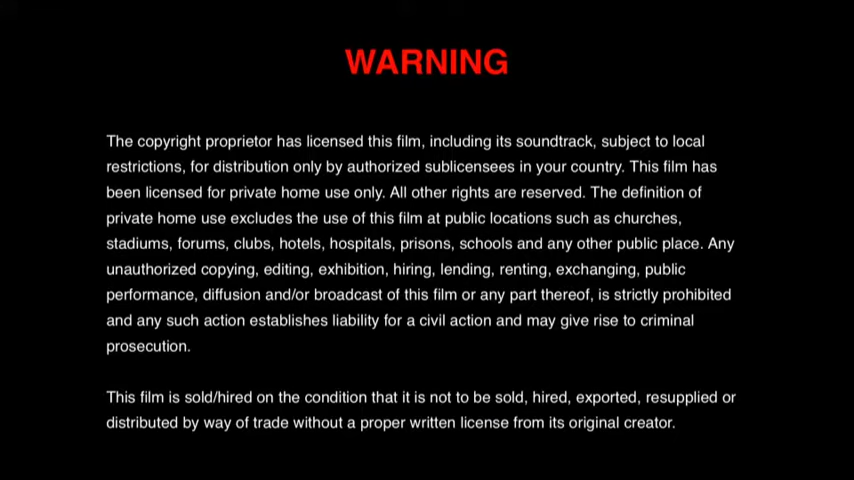 WARNING
The copyright proprietor has licensed this film, including its soundtrack, subject to local
restrictions, for distribution only by authorized sublicensees in your country. This film has
been licensed for private home use only. All other rights are reserved. The definition of
private home use excludes the use of this film at public locations such as churches,
stadiums, forums, clubs, hotels, hospitals, prisons, schools and any other public place. Any
unauthorized copying, editing, exhibition, hiring, lending, renting, exchanging, public
performance, diffusion and/or broadcast of this film or any part thereof, is strictly prohibited
and any such action establishes liability for a civil action and may give rise to criminal
prosecution.
This film is sold/hired on the condition that it is not to be sold, hired, exported, resupplied or
distributed by way of trade without a proper written license from its original creator.